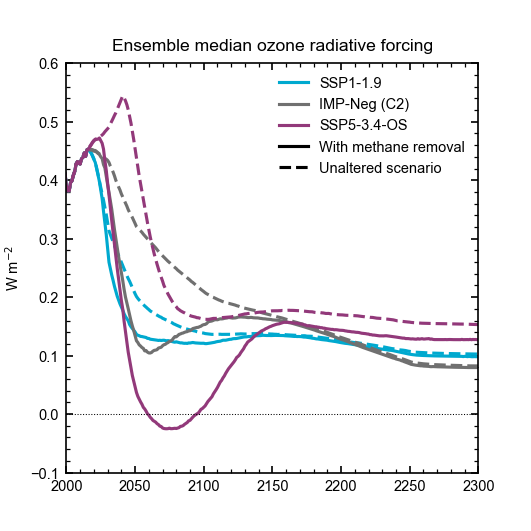 Ensemble median ozone radiative forcing
SSP1-1.9
IMP-Neg (C2)
SSP5-3.4-OS
With methane removal
Unaltered scenario
W m−2
0.6
0.5
0.4
0.3
0.2
0.1
0.0
−0.1
2000 2050 2100 2150 2200 2250 2300